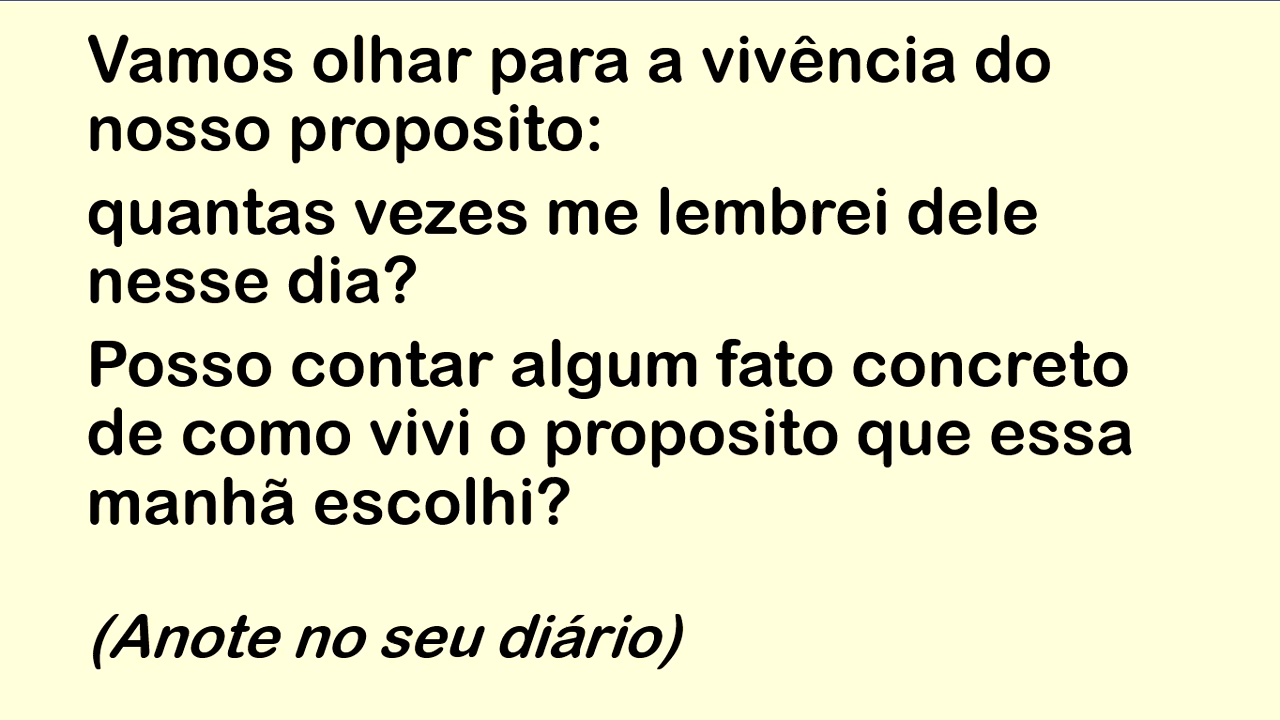 Vamos olhar para a vivência do
nosso proposito:
quantas vezes me lembrei dele
nesse dia?
Posso contar algum fato concreto
de como vivi o proposito que essa
manhã escolhi?
(Anote no seu diário)